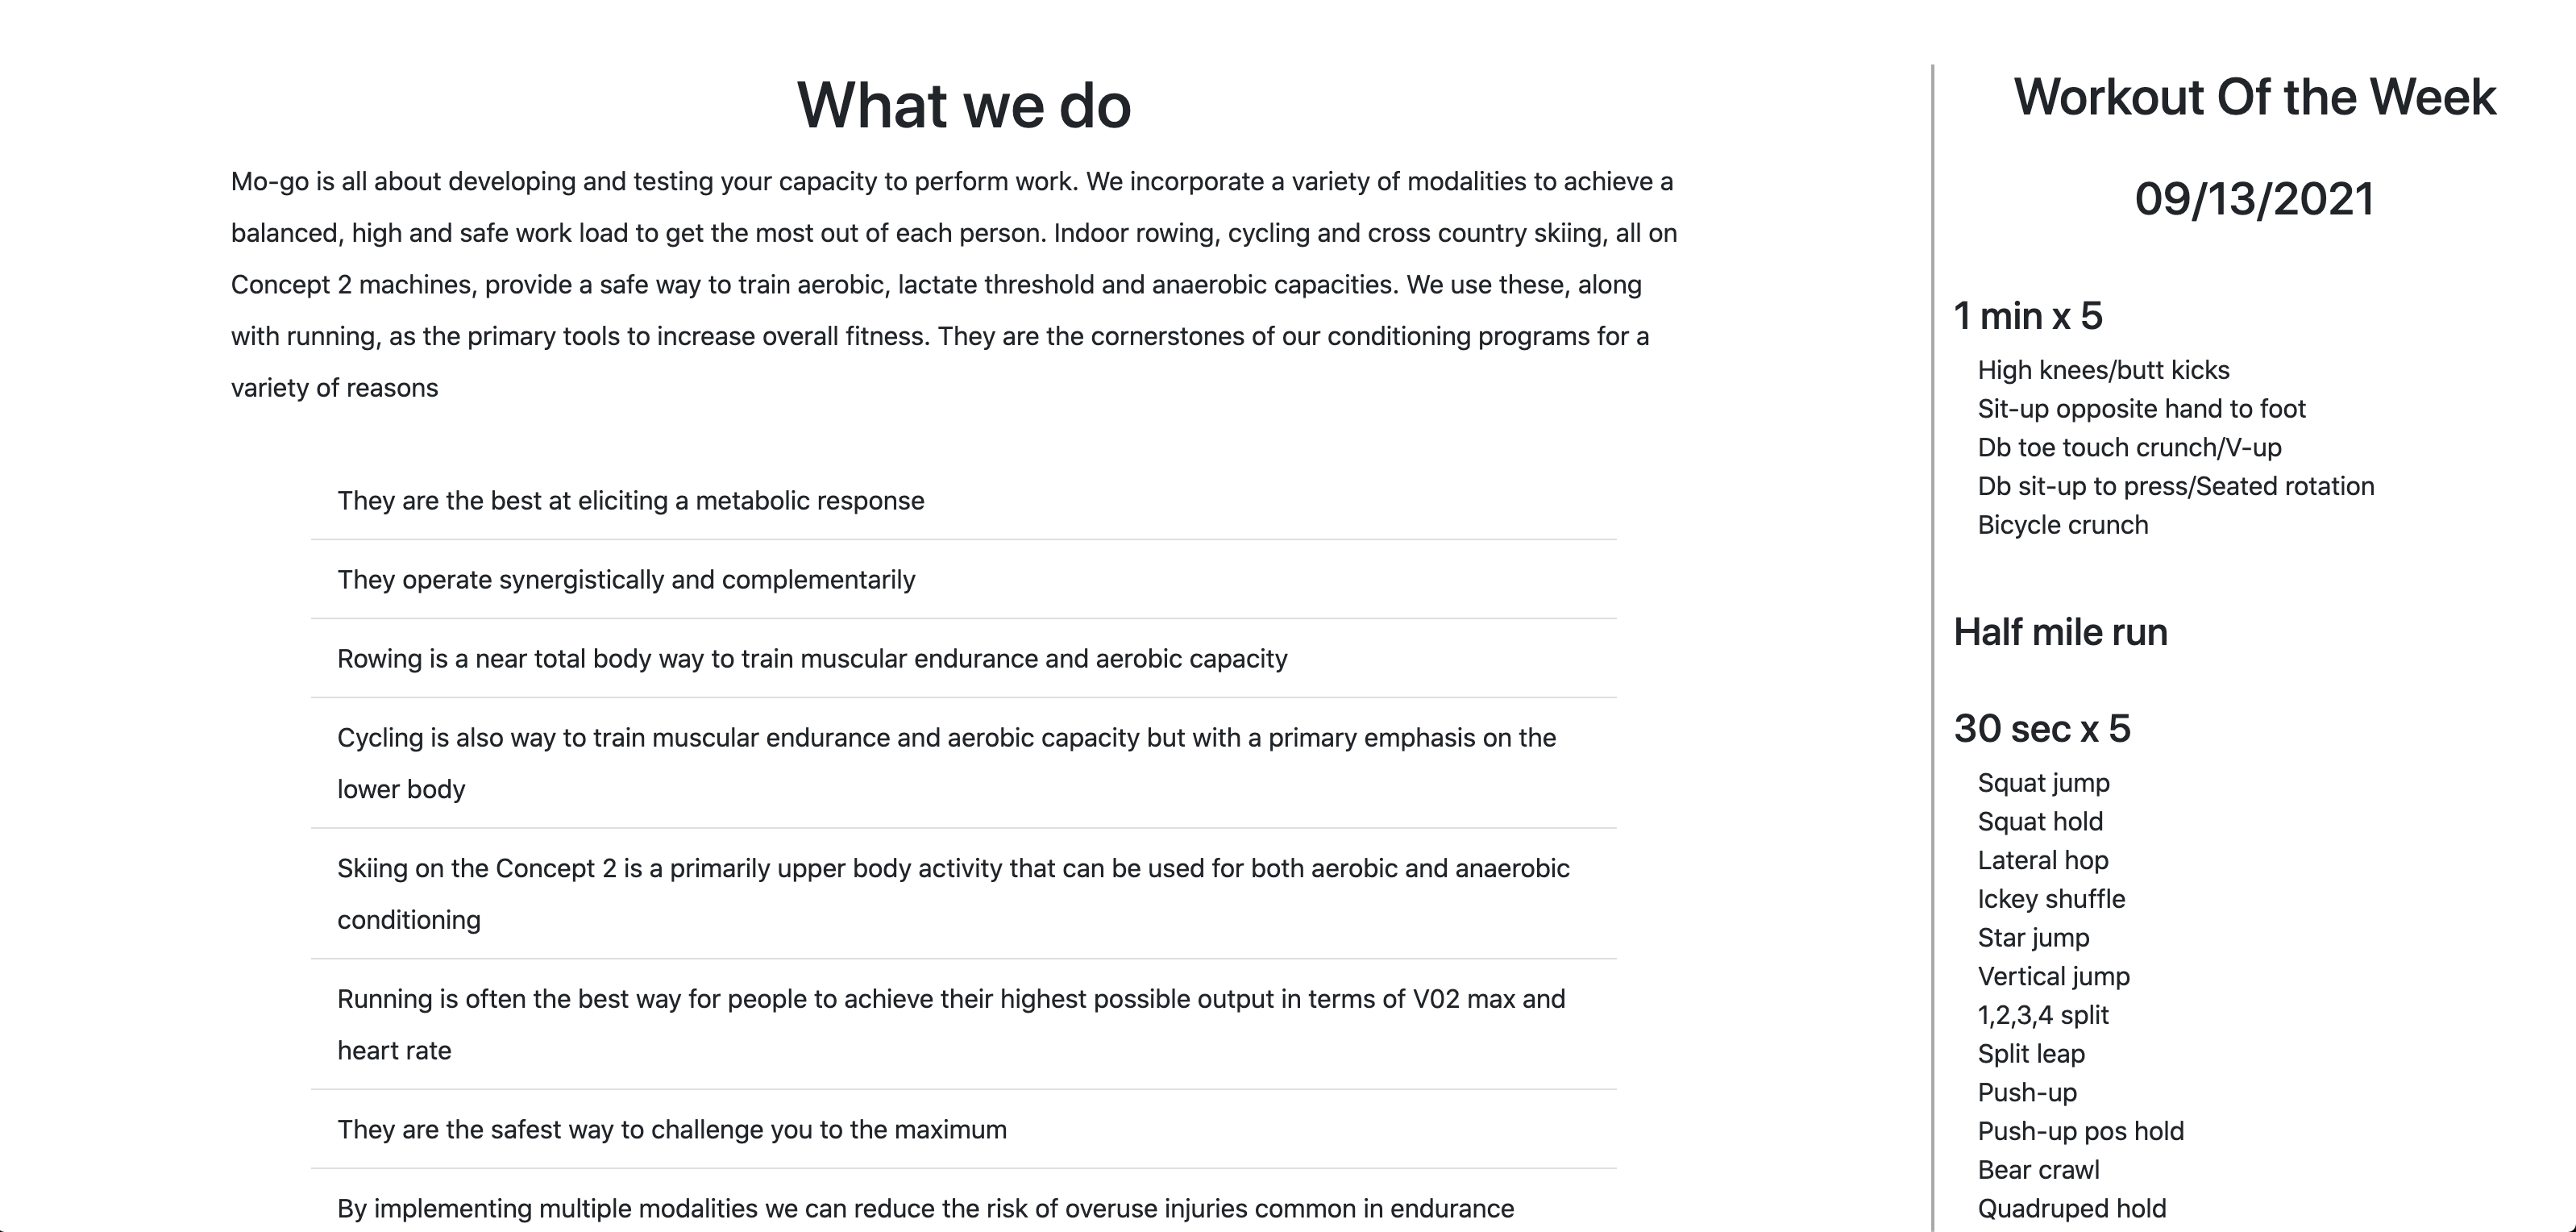 What we do
Mo-go is all about developing and testing your capacity to perform work. We incorporate a variety of modalities to achieve a
balanced, high and safe work load to get the most out of each person. Indoor rowing, cycling and cross country skiing, all on
Concept 2 machines, provide a safe way to train aerobic, lactate threshold and anaerobic capacities. We use these, along
with running, as the primary tools to increase overall fitness. They are the cornerstones of our conditioning programs for a
variety of reasons
They are the best at eliciting a metabolic response
They operate synergistically and complementarily
Rowing is a near total body way to train muscular endurance and aerobic capacity
Cycling is also way to train muscular endurance and aerobic capacity but with a primary emphasis on the
lower body
Skiing on the Concept 2 is a primarily upper body activity that can be used for both aerobic and anaerobic
conditioning
Running is often the best way for people to achieve their highest possible output in terms of V02 max and
heart rate
They are the safest way to challenge you to the maximum
By implementing multiple modalities we can reduce the risk of overuse injuries common in endurance
Workout Of the Week
09/13/2021
1 min x 5
High knees/butt kicks
Sit-up opposite hand to foot
Db toe touch crunch/V-up
Db sit-up to press/Seated rotation
Bicycle crunch
Half mile run
30 sec x 5
Squat jump
Squat hold
Lateral hop
Ickey shuffle
Star jump
Vertical jump
1,2,3,4 split
Split leap
Push-up
Push-up pos hold
Bear crawl
Quadruped hold